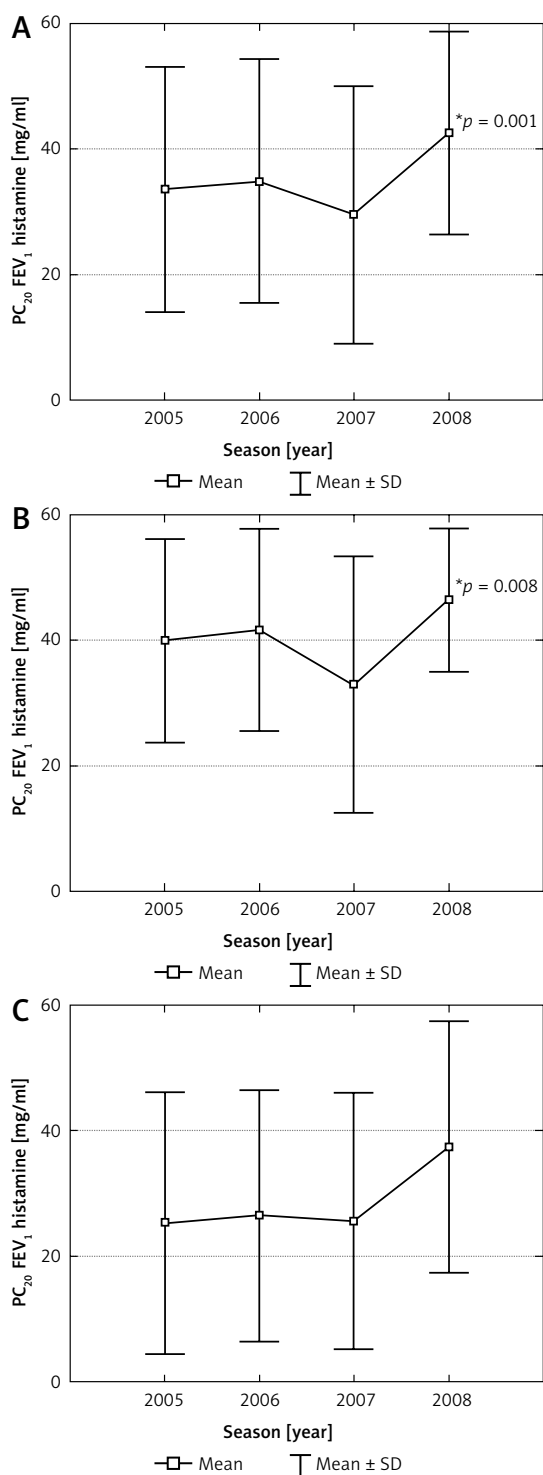 A
60
40
20
0
PC₂₀ FEV₁ histamine [mg/ml]
*p = 0.001
2005 2006 2007 2008
Season [year]
Mean Mean ± SD
B
60
40
20
0
PC₂₀ FEV₁ histamine [mg/ml]
*p = 0.008
2005 2006 2007 2008
Season [year]
Mean Mean ± SD
C
60
40
20
0
PC₂₀ FEV₁ histamine [mg/ml]
2005 2006 2007 2008
Season [year]
Mean Mean ± SD